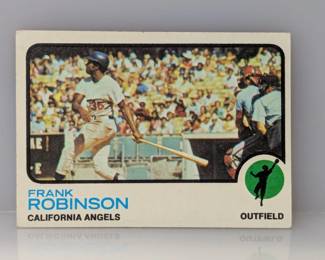 FRANK
ROBINSON
CALIFORNIA ANGELS
OUTFIELD